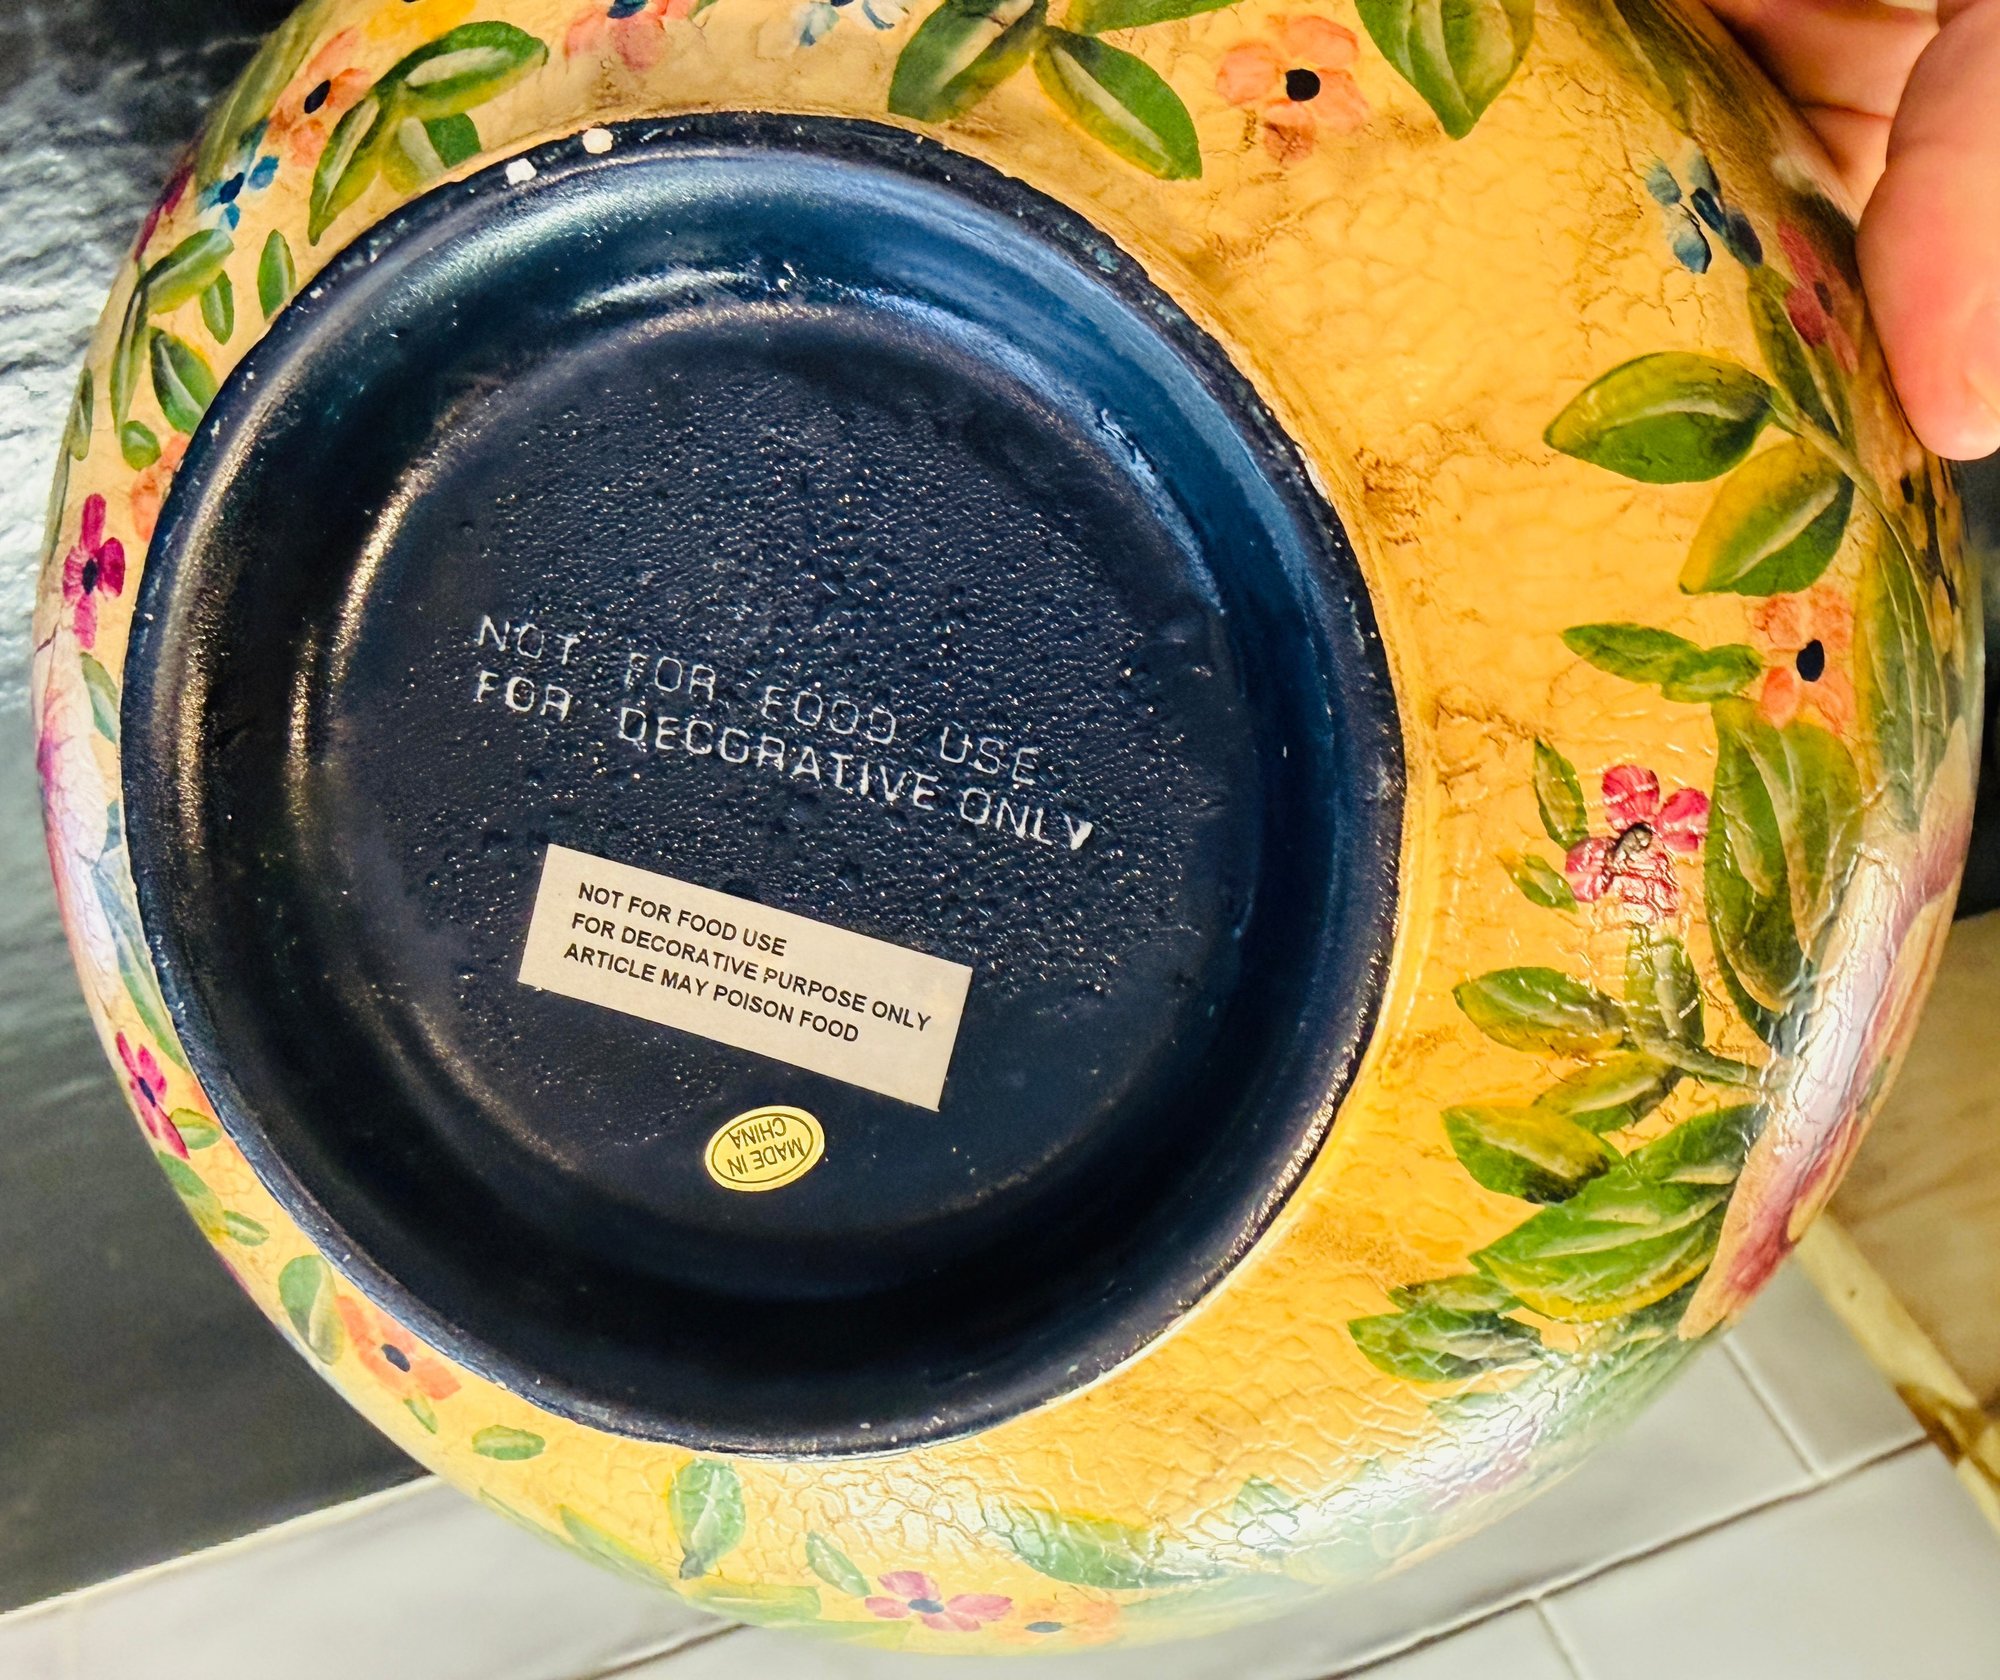 NOT FOR FOOD USE
FOR DECORATIVE ONLY
NOT FOR FOOD USE
FOR DECORATIVE PURPOSE ONLY
ARTICLE MAY POISON FOOD
MADE IN
CHINA